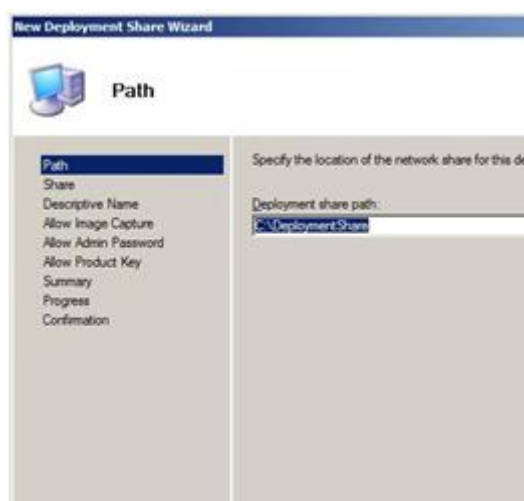 New Deployment Share Wizard
Path
Path
Share
Descriptive Name
Allow Image Capture
Allow Admin Password
Allow Product Key
Summary
Progress
Confirmation
Specify the location of the network share for this de
Deployment share path:
C:\DeploymentShare